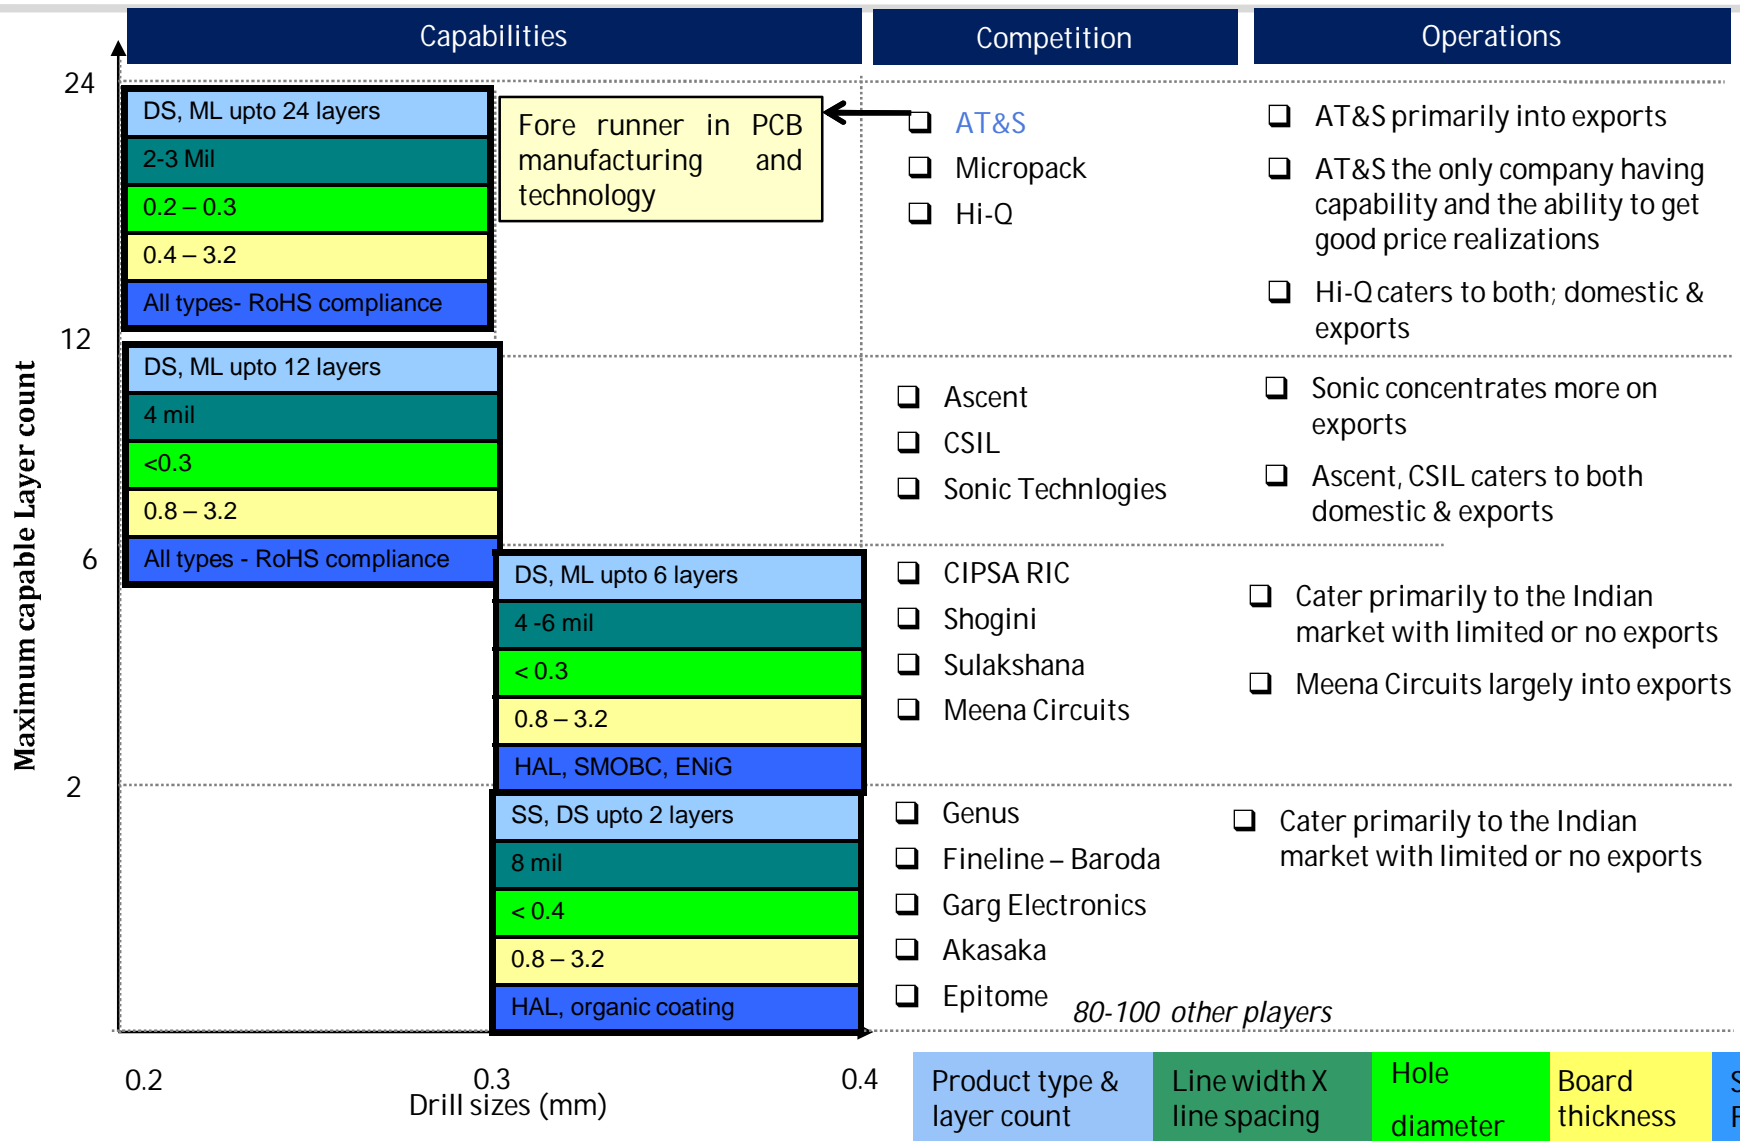 Capabilities
Competition
Operations
Maximum capable Layer count
24
12
6
2
DS, ML upto 24 layers
2-3 Mil
0.2 – 0.3
0.4 – 3.2
All types- RoHS compliance
Fore runner in PCB
manufacturing and
technology
AT&S
Micropack
Hi-Q
AT&S primarily into exports
AT&S the only company having
capability and the ability to get
good price realizations
Hi-Q caters to both; domestic &
exports
DS, ML upto 12 layers
4 mil
<0.3
0.8 – 3.2
All types - RoHS compliance
Ascent
CSIL
Sonic Technlogies
Sonic concentrates more on
exports
Ascent, CSIL caters to both
domestic & exports
DS, ML upto 6 layers
4 -6 mil
< 0.3
0.8 – 3.2
HAL, SMOBC, ENiG
CIPSA RIC
Shogini
Sulakshana
Meena Circuits
Cater primarily to the Indian
market with limited or no exports
Meena Circuits largely into exports
SS, DS upto 2 layers
8 mil
< 0.4
0.8 – 3.2
HAL, organic coating
Genus
Fineline – Baroda
Garg Electronics
Akasaka
Epitome
80-100 other players
Cater primarily to the Indian
market with limited or no exports
0.2
0.3
0.4
Drill sizes (mm)
Product type &
layer count
Line width X
line spacing
Hole
diameter
Board
thickness